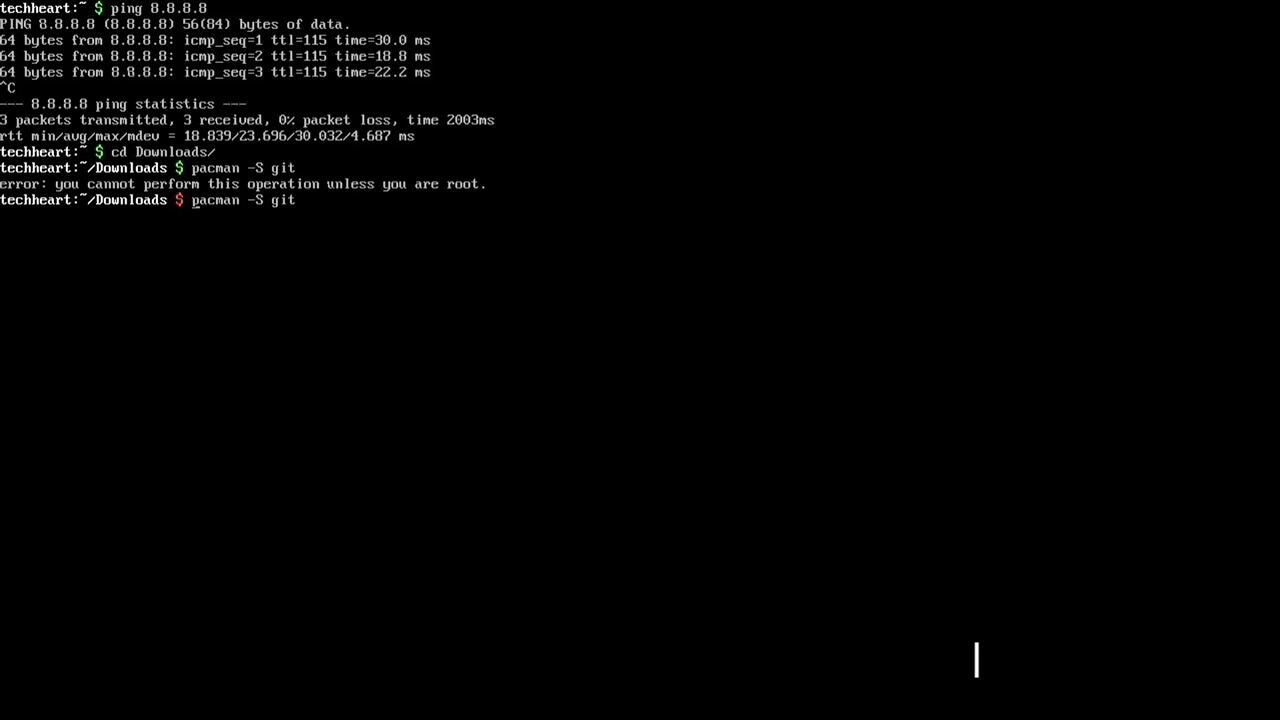 techheart:~ $ ping 8.8.8.8
PING 8.8.8.8 (8.8.8.8) 56(84) bytes of data.
64 bytes from 8.8.8.8: icmp_seq=1 ttl=115 time=30.0 ms
64 bytes from 8.8.8.8: icmp_seq=2 ttl=115 time=18.8 ms
64 bytes from 8.8.8.8: icmp_seq=3 ttl=115 time=22.2 ms
^C
--- 8.8.8.8 ping statistics ---
3 packets transmitted, 3 received, 0% packet loss, time 2003ms
rtt min/avg/max/mdev = 18.839/23.696/30.032/4.687 ms
techheart:~ $ cd Downloads/
techheart:~/Downloads $ pacman -S git
error: you cannot perform this operation unless you are root.
techheart:~/Downloads $ pacman -S git